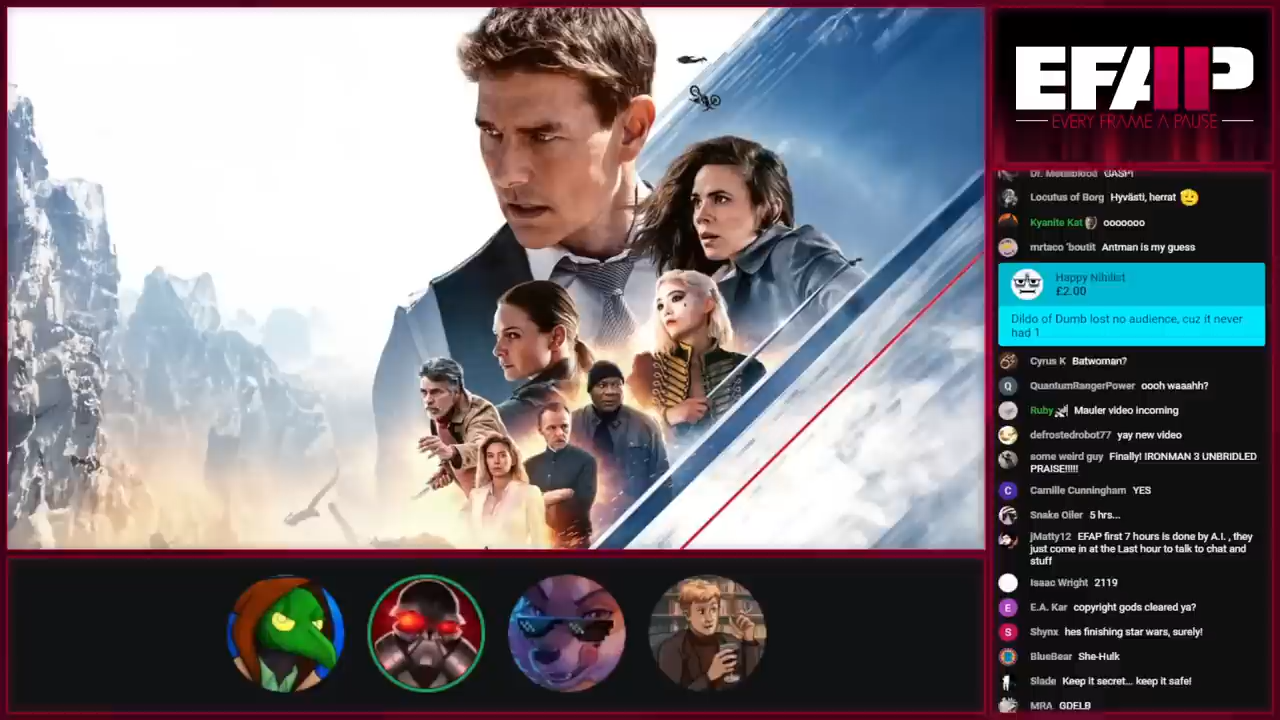 EFAP
EVERY FRAME A PAUSE
Dr. Metalblood GASP!
Locutus of Borg Hyvästi, herrat
Kyanite Kat ooooooo
mrtaco 'boutit Antman is my guess
Happy Nihilist
£2.00
Dildo of Dumb lost no audience, cuz it never
had 1
Cyrus K Batwoman?
Q QuantumRangerPower oooh waaahh?
Ruby Mauler video incoming
defrostedrobot77 yay new video
some weird guy Finally! IRONMAN 3 UNBRIDLED
PRAISE!!!!!
C Camille Cunningham YES
Snake Oiler 5 hrs...
jMatty12 EFAP first 7 hours is done by A.I. , they
just come in at the Last hour to talk to chat and
stuff
Isaac Wright 2119
E E.A. Kar copyright gods cleared ya?
S Shynx hes finishing star wars, surely!
BlueBear She-Hulk
Slade Keep it secret... keep it safe!
MRA GDELB